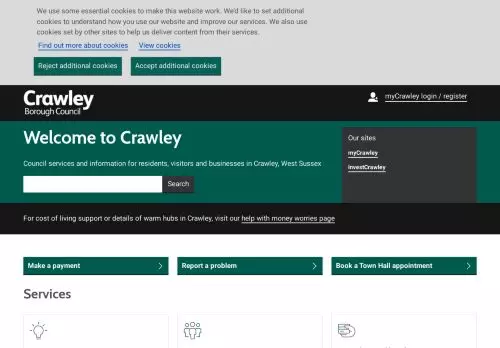 We use some essential cookies to make this website work. We'd like to set additional
cookies to understand how you use our website and improve our services. We also use
cookies set by other sites to help us deliver content from their services.
Find out more about cookies View cookies
Reject additional cookies Accept additional cookies
Crawley
Borough Council
myCrawley login / register
Welcome to Crawley
Council services and information for residents, visitors and businesses in Crawley, West Sussex
Search
Our sites
myCrawley
investCrawley
For cost of living support or details of warm hubs in Crawley, visit our help with money worries page
Make a payment
Report a problem
Book a Town Hall appointment
Services